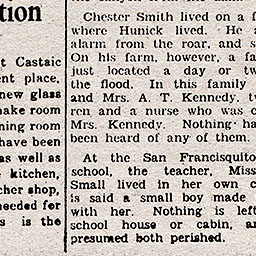 tion
t Castaic
ent place,
new glass
make room
ning room
have been
as well as
kitchen,
cher shop,
needed for
s is the
Chester Smith lived on a f
where Hunick lived. He a
alarm from the roar, and s
On his farm, however, a fa
just located a day or tw
the flood. In this family
and Mrs. A. T. Kennedy, tw
ren and a nurse who was c
Mrs. Kennedy. Nothing ha
been heard of any of them.
At the San Francisquito
school, the teacher, Miss
Small lived in her own c
is said a small boy made
with her. Nothing is left
school house or cabin, an
presumed both perished.